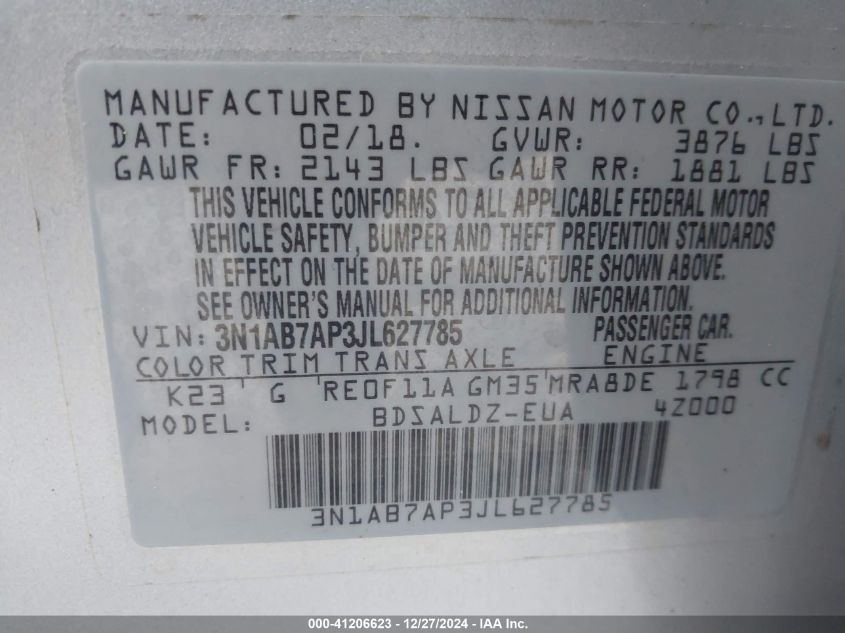 MANUFACTURED BY NISSAN MOTOR CO.,LTD.
DATE: 02/18. GVWR: 3876 LBS
GAWR FR: 2143 LBS GAWR RR: 1881 LBS
THIS VEHICLE CONFORMS TO ALL APPLICABLE FEDERAL MOTOR
VEHICLE SAFETY, BUMPER AND THEFT PREVENTION STANDARDS
IN EFFECT ON THE DATE OF MANUFACTURE SHOWN ABOVE.
SEE OWNER'S MANUAL FOR ADDITIONAL INFORMATION.
VIN: 3N1AB7AP3JL627785 PASSENGER CAR.
COLOR TRIM TRANS AXLE ENGINE
K23 G RE0F11A GM35 MRA8DE 1798 CC
MODEL: BDSALDZ-EUA 4Z000
3N1AB7AP3JL627785
000-41206623 - 12/27/2024 - IAA Inc.